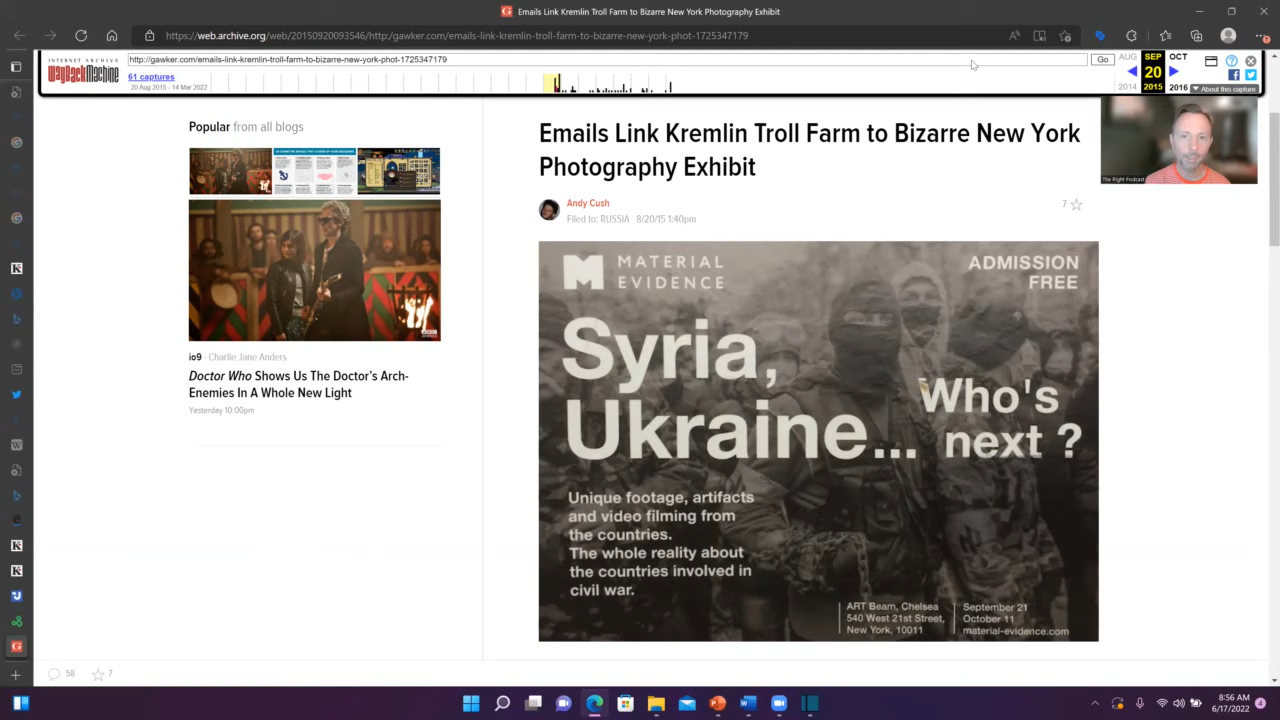 Emails Link Kremlin Troll Farm to Bizarre New York Photography Exhibit
https://web.archive.org/web/20150920093546/http:/gawker.com/emails-link-kremlin-troll-farm-to-bizarre-new-york-phot-1725347179
INTERNET ARCHIVE
WayBackMachine
http://gawker.com/emails-link-kremlin-troll-farm-to-bizarre-new-york-phot-1725347179
Go
61 captures
20 Aug 2015 - 14 Mar 2022
AUG SEP OCT
20
2014 2015 2016
About this capture
Popular from all blogs
io9 · Charlie Jane Anders
Doctor Who Shows Us The Doctor's Arch-
Enemies In A Whole New Light
Yesterday 10:00pm
Emails Link Kremlin Troll Farm to Bizarre New York
Photography Exhibit
Andy Cush
Filed to: RUSSIA 8/20/15 1:40pm
7
The Right Podcast
MATERIAL
EVIDENCE
ADMISSION
FREE
Syria,
Ukraine...
Who's
next ?
Unique footage, artifacts
and video filming from
the countries.
The whole reality about
the countries involved in
civil war.
ART Beam, Chelsea
540 West 21st Street,
New York, 10011
September 21
October 11
material-evidence.com
58 7
8:56 AM
6/17/2022
4